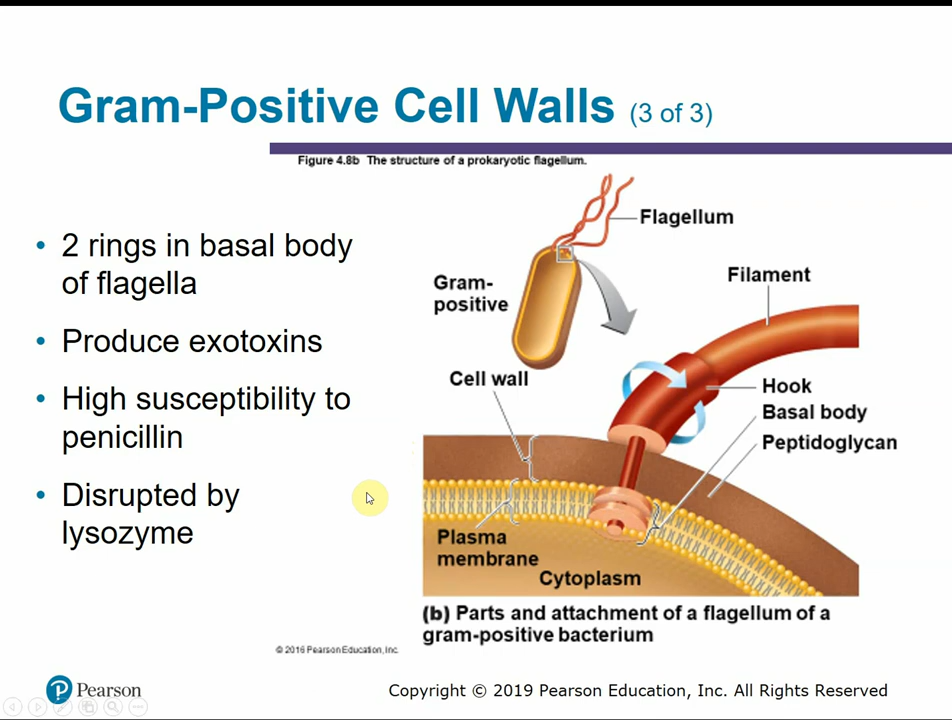 Gram-Positive Cell Walls (3 of 3)
Figure 4.8b The structure of a prokaryotic flagellum.
• 2 rings in basal body
of flagella
• Produce exotoxins
• High susceptibility to
penicillin
• Disrupted by
lysozyme
Flagellum
Gram-
positive
Filament
Cell wall
Hook
Basal body
Peptidoglycan
Plasma
membrane
Cytoplasm
(b) Parts and attachment of a flagellum of a
gram-positive bacterium
© 2016 Pearson Education, Inc.
P Pearson
Copyright © 2019 Pearson Education, Inc. All Rights Reserved